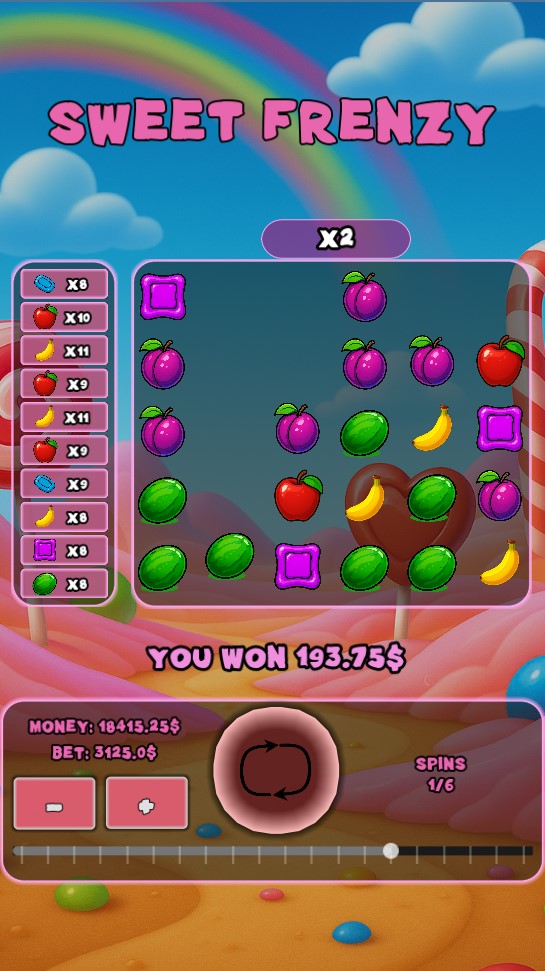 SWEET FRENZY
X2
X8
X10
X11
X9
X11
X9
X9
X8
X8
X8
YOU WON 193.75$
MONEY: 18415.25$
BET: 3125.0$
SPINS
1/6
-
+